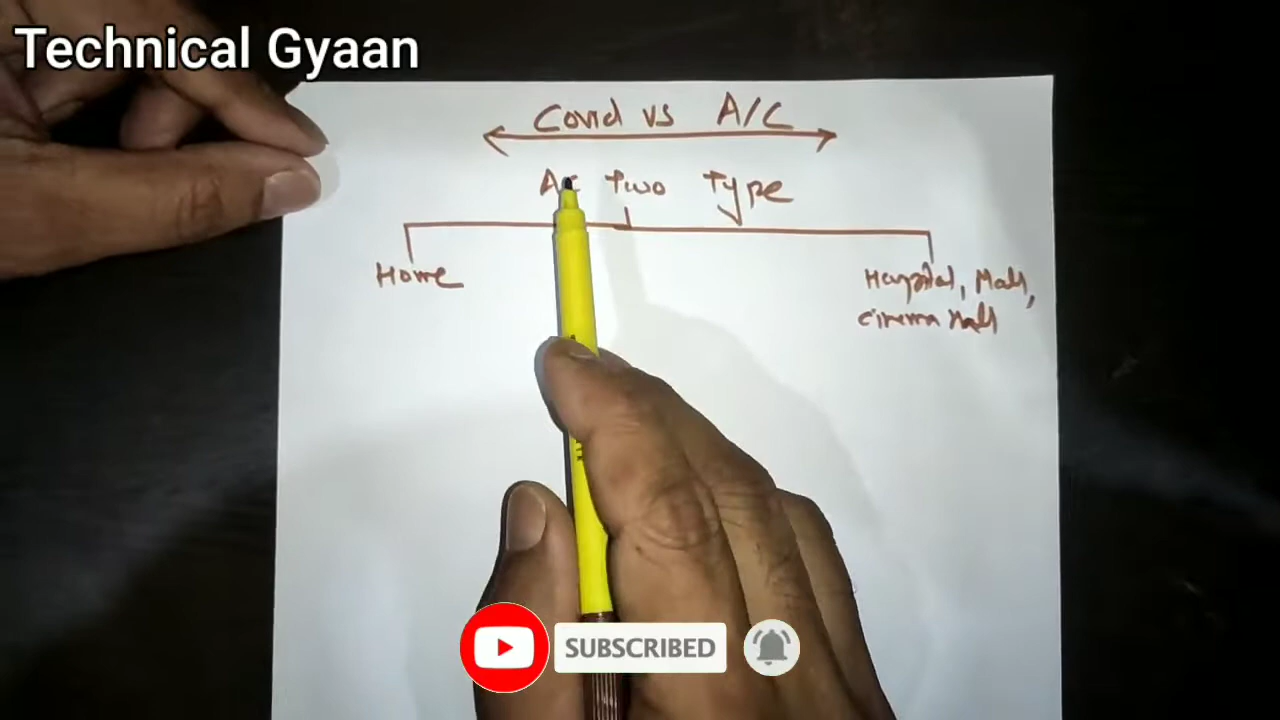 Technical Gyaan
Covid vs A/C
AC Two Type
Home
Hospital, Mall,
cinema Hall
SUBSCRIBED